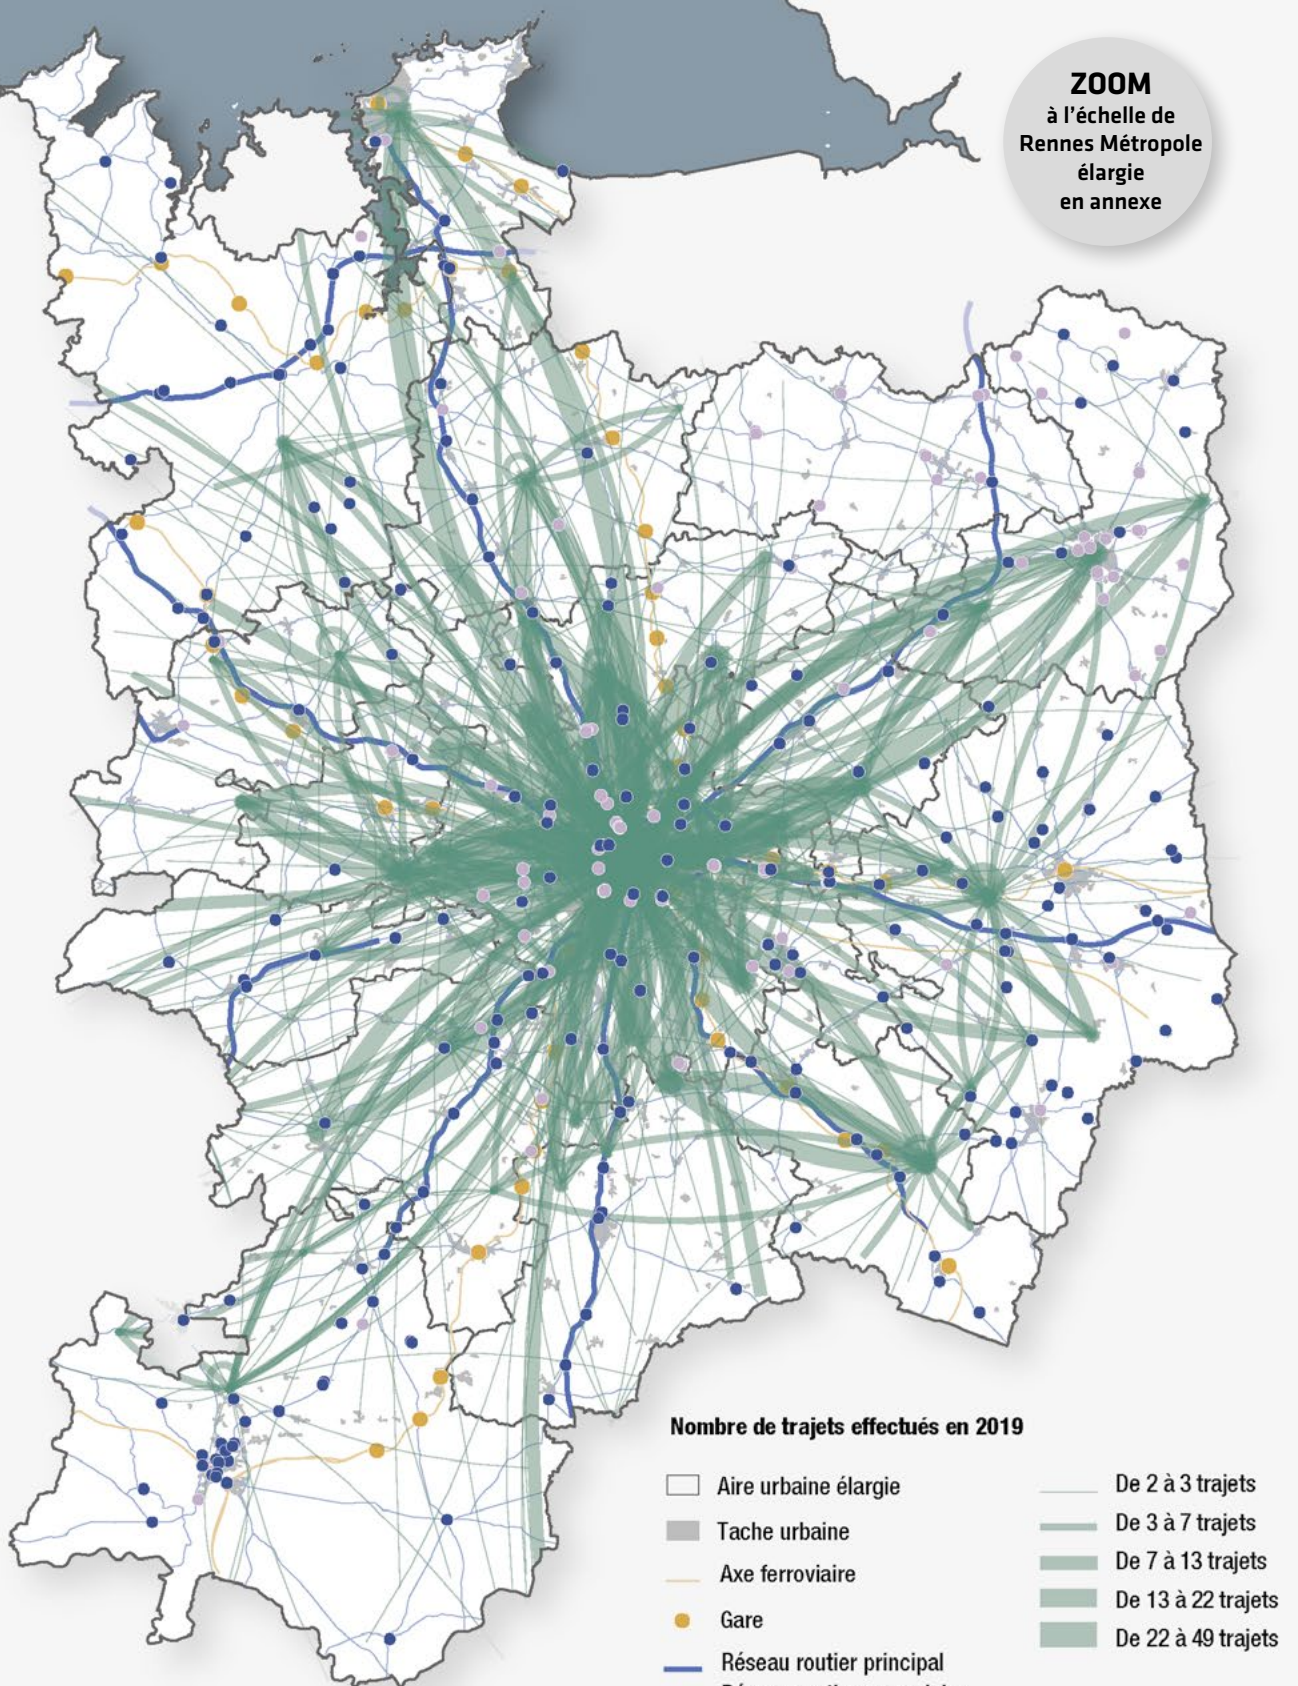 ZOOM
à l'échelle de
Rennes Métropole
élargie
en annexe
Nombre de trajets effectués en 2019
Aire urbaine élargie
Tache urbaine
Axe ferroviaire
Gare
Réseau routier principal
De 2 à 3 trajets
De 3 à 7 trajets
De 7 à 13 trajets
De 13 à 22 trajets
De 22 à 49 trajets